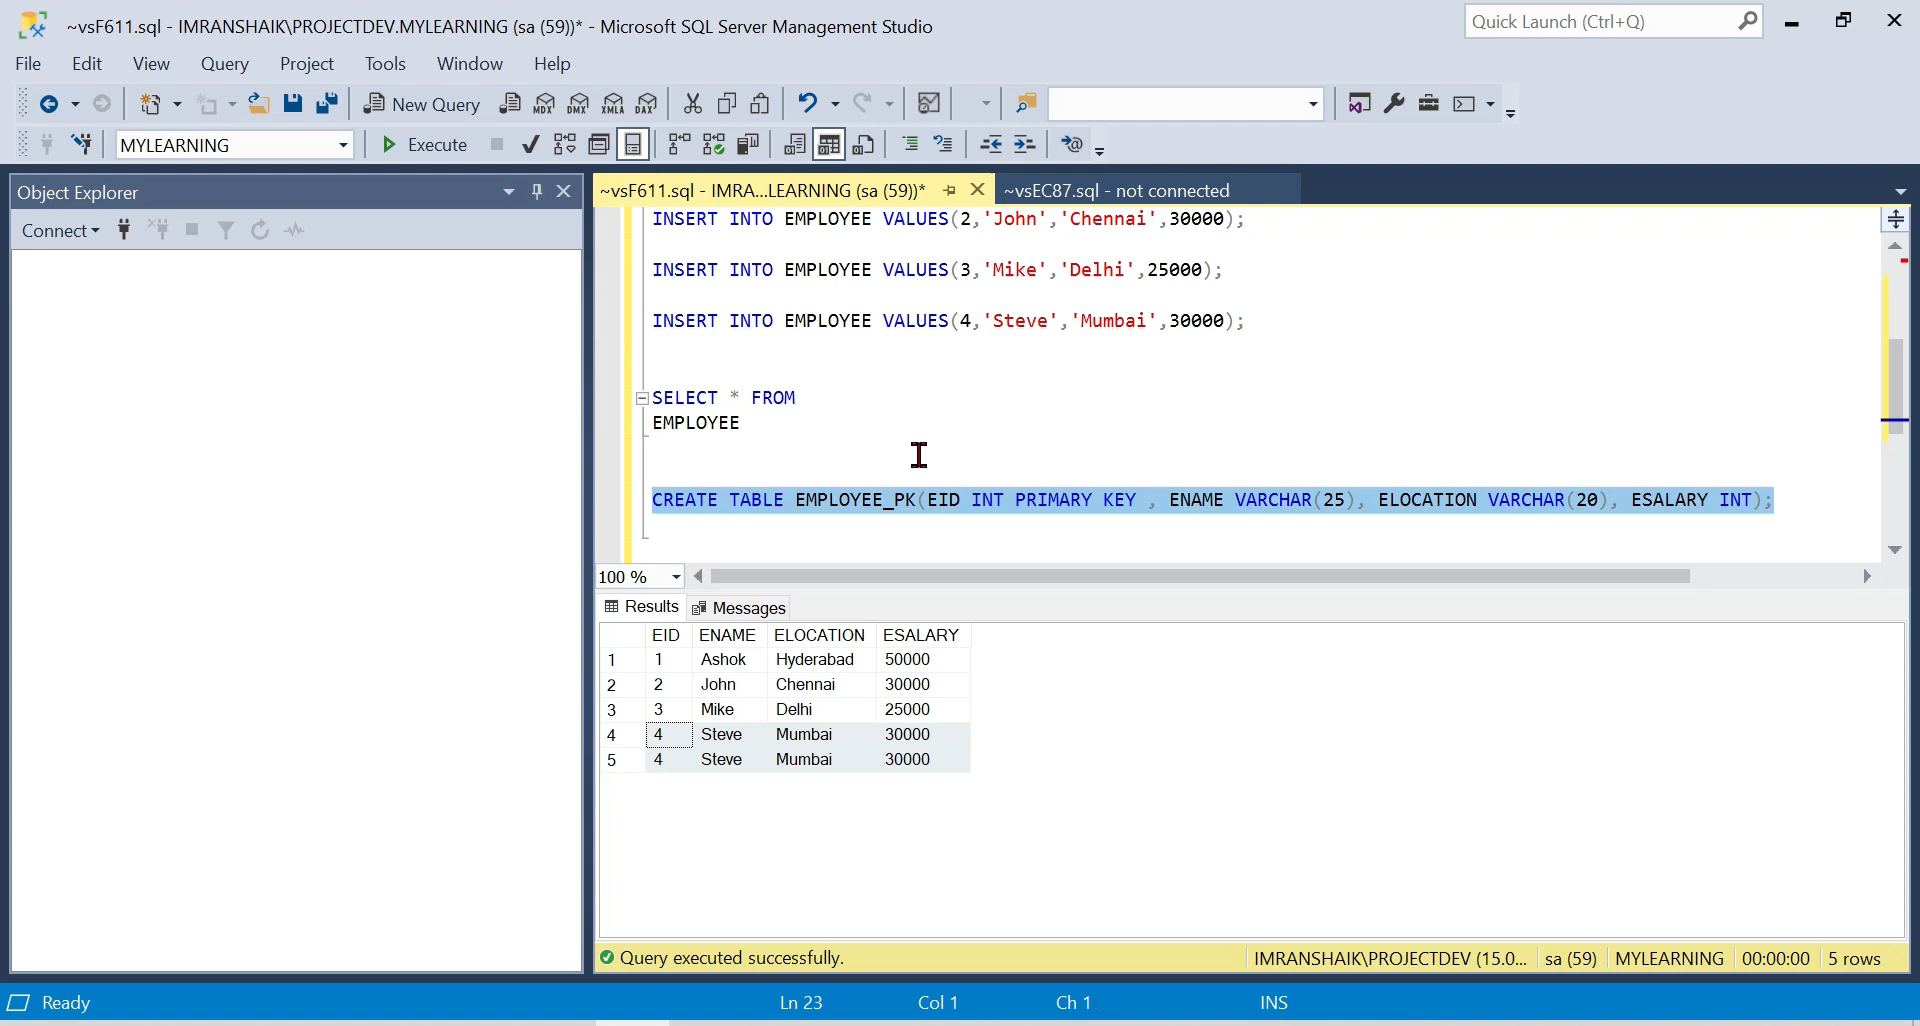 ~vsF611.sql - IMRANSHAIK\PROJECTDEV.MYLEARNING (sa (59))* - Microsoft SQL Server Management Studio
Quick Launch (Ctrl+Q)
File Edit View Query Project Tools Window Help
New Query MDX DMX XMLA DAX
MYLEARNING Execute
Object Explorer
Connect
~vsF611.sql - IMRA...LEARNING (sa (59))* ~vsEC87.sql - not connected
INSERT INTO EMPLOYEE VALUES(2,'John','Chennai',30000);
INSERT INTO EMPLOYEE VALUES(3,'Mike','Delhi',25000);
INSERT INTO EMPLOYEE VALUES(4,'Steve','Mumbai',30000);
SELECT * FROM
EMPLOYEE
CREATE TABLE EMPLOYEE_PK(EID INT PRIMARY KEY , ENAME VARCHAR(25), ELOCATION VARCHAR(20), ESALARY INT);
100 %
Results Messages
EID ENAME ELOCATION ESALARY
1 1 Ashok Hyderabad 50000
2 2 John Chennai 30000
3 3 Mike Delhi 25000
4 4 Steve Mumbai 30000
5 4 Steve Mumbai 30000
Query executed successfully. IMRANSHAIK\PROJECTDEV (15.0... sa (59) MYLEARNING 00:00:00 5 rows
Ready Ln 23 Col 1 Ch 1 INS